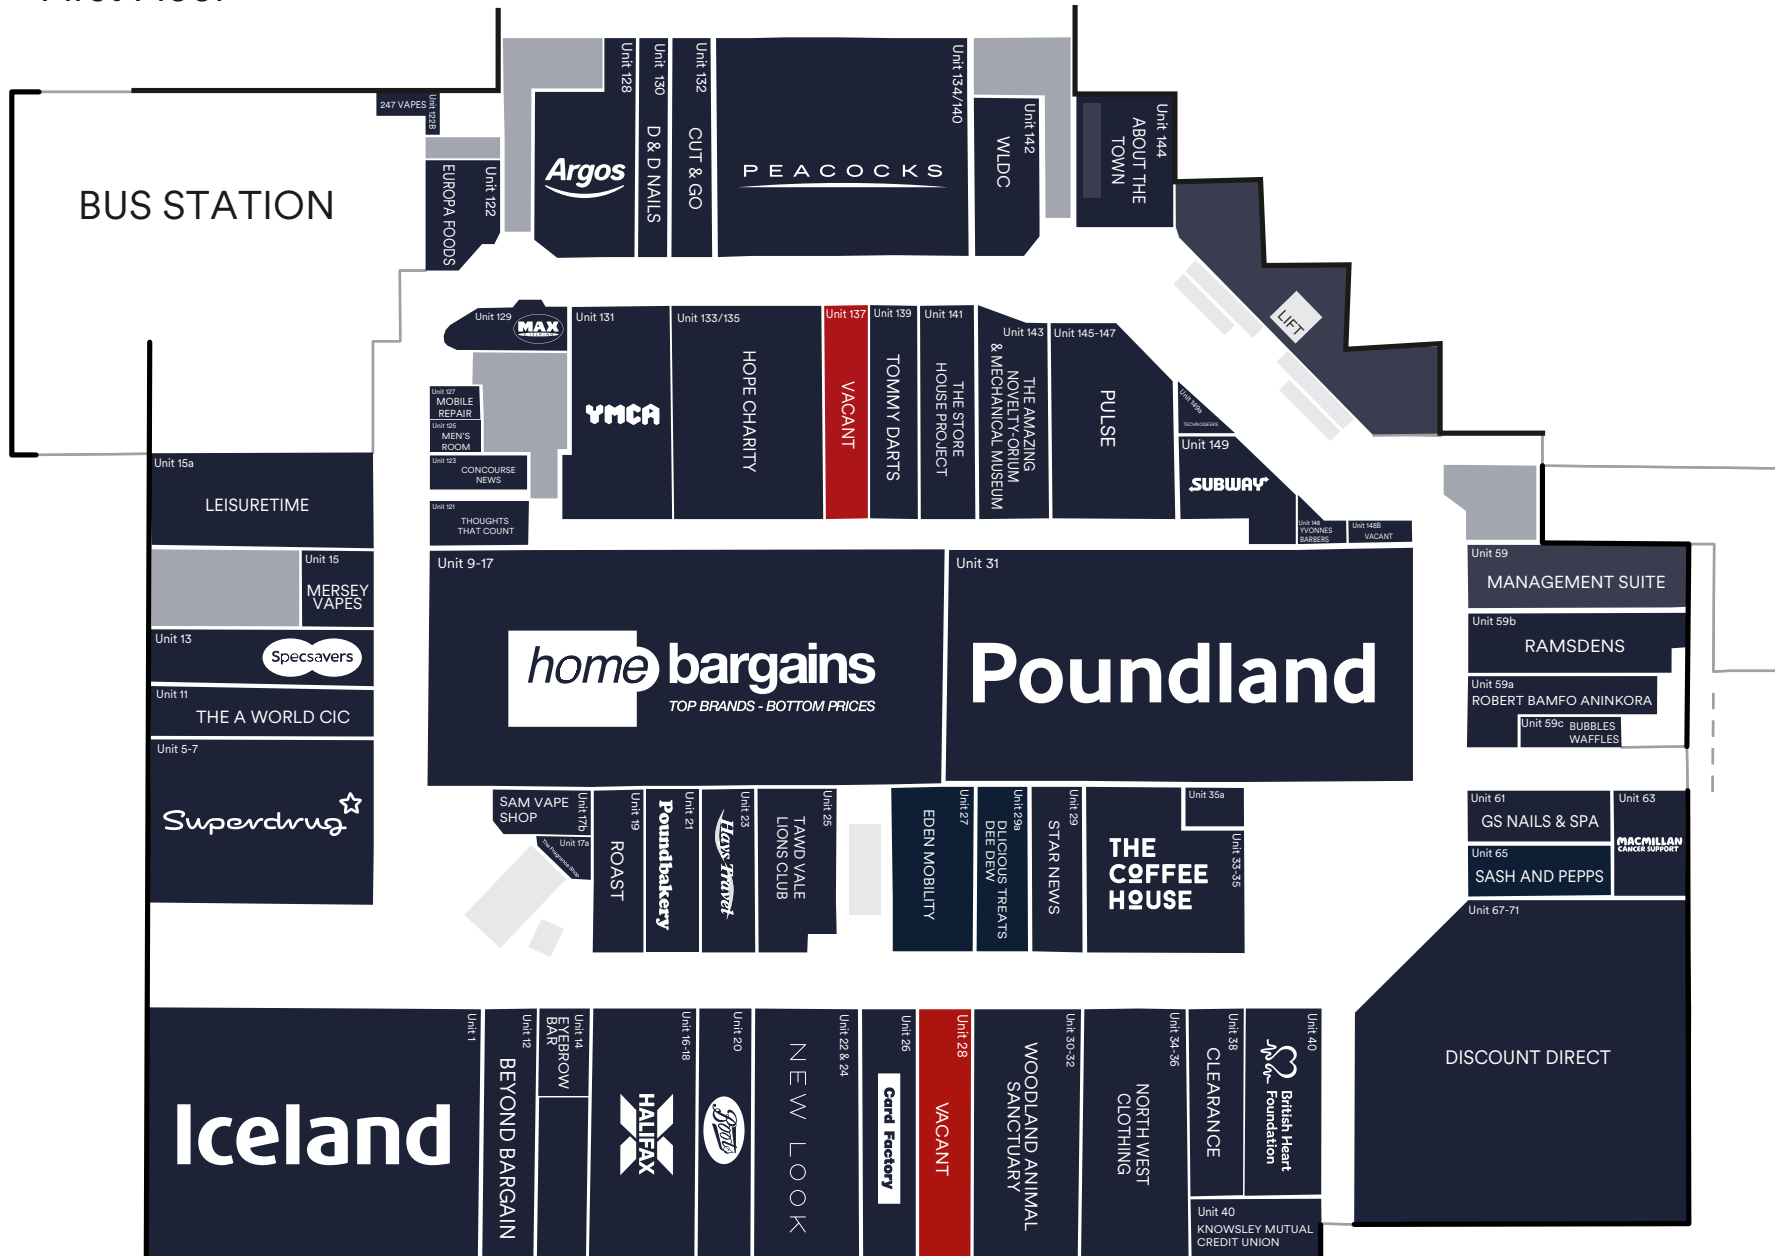 First Floor
BUS STATION
247 VAPES
Unit 122B
EUROPA FOODS
Unit 122
Argos
Unit 128
D & D NAILS
Unit 130
CUT & GO
Unit 132
PEACOCKS
Unit 134/140
WLDC
Unit 142
ABOUT THE
TOWN
Unit 144
LIFT
Unit 129
MAX
Unit 131
YMCA
Unit 133/135
HOPE CHARITY
Unit 137
VACANT
Unit 139
TOMMY DARTS
Unit 141
THE STORE
HOUSE PROJECT
Unit 143
THE AMAZING
NOVELTY-ORIUM
& MECHANICAL MUSEUM
Unit 145-147
PULSE
Unit 149a
TECHNOGEEKS
Unit 149
SUBWAY
Unit 148
YVONNES
BARBERS
Unit 148B
VACANT
Unit 127
MOBILE
REPAIR
Unit 125
MEN'S
ROOM
Unit 123
CONCOURSE
NEWS
Unit 121
THOUGHTS
THAT COUNT
Unit 15a
LEISURETIME
Unit 15
MERSEY
VAPES
Unit 13
Specsavers
Unit 11
THE A WORLD CIC
Unit 5-7
Superdrug
Unit 9-17
home bargains
TOP BRANDS - BOTTOM PRICES
Unit 31
Poundland
Unit 59
MANAGEMENT SUITE
Unit 59b
RAMSDENS
Unit 59a
ROBERT BAMFO ANINKORA
Unit 59c
BUBBLES
WAFFLES
SAM VAPE
SHOP
Unit 17b
Unit 17a
The Fragrance Shop
Unit 19
ROAST
Unit 21
Poundbakery
Unit 23
Hays Travel
Unit 25
TAWD VALE
LIONS CLUB
Unit 27
EDEN MOBILITY
Unit 29a
DLICIOUS TREATS
DEE DEW
Unit 29
STAR NEWS
THE
COFFEE
HOUSE
Unit 35a
Unit 33-35
Unit 61
GS NAILS & SPA
Unit 63
MACMILLAN
CANCER SUPPORT
Unit 65
SASH AND PEPPS
Unit 67-71
DISCOUNT DIRECT
Unit 1
Iceland
Unit 12
BEYOND BARGAIN
Unit 14
EYEBROW
BAR
Unit 16-18
HALIFAX
Unit 20
Boots
Unit 22 & 24
NEW LOOK
Unit 26
Card Factory
Unit 28
VACANT
Unit 30-32
WOODLAND ANIMAL
SANCTUARY
Unit 34-36
NORTH WEST
CLOTHING
Unit 38
CLEARANCE
Unit 40
British Heart
Foundation
Unit 40
KNOWSLEY MUTUAL
CREDIT UNION